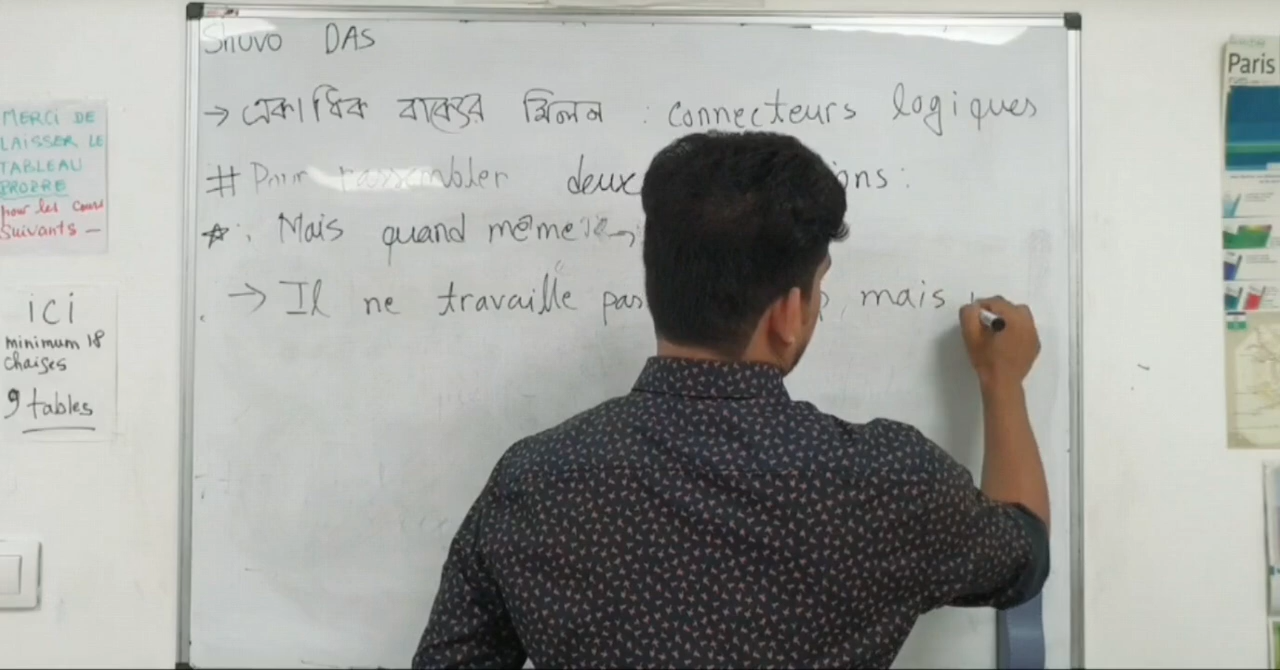 Shuvo DAS
→ একাধিক বাক্যের মিলন : connecteurs logiques
# Pour rassembler deux ons :
☆ : Mais quand même →
→ Il ne travaille pas , mais
MERCI DE
LAISSER LE
TABLEAU
PROPRE
pour les cours
suivants —
ici
minimum 18
chaises
9 tables
Paris